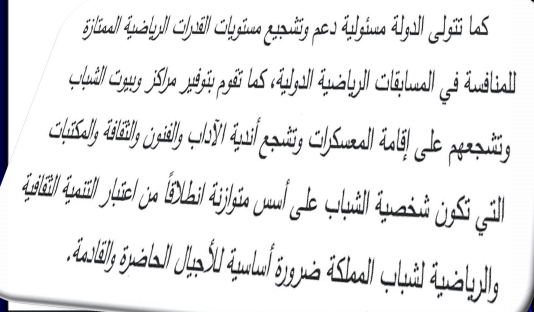 كما تتولى الدولة مسئولية دعم وتشجيع مستويات القدرات الرياضية الممتازة
للمنافسة في المسابقات الرياضية الدولية، كما تقوم بتوفير مراكز وبيوت الشباب
وتشجعهم على إقامة المعسكرات وتشجع أندية الآداب والفنون والثقافة والمكتبات
التي تكون شخصية الشباب على أسس متوازنة انطلاقاً من اعتبار التنمية الثقافية
والرياضية لشباب المملكة ضرورة أساسية للأجيال الحاضرة والقادمة.